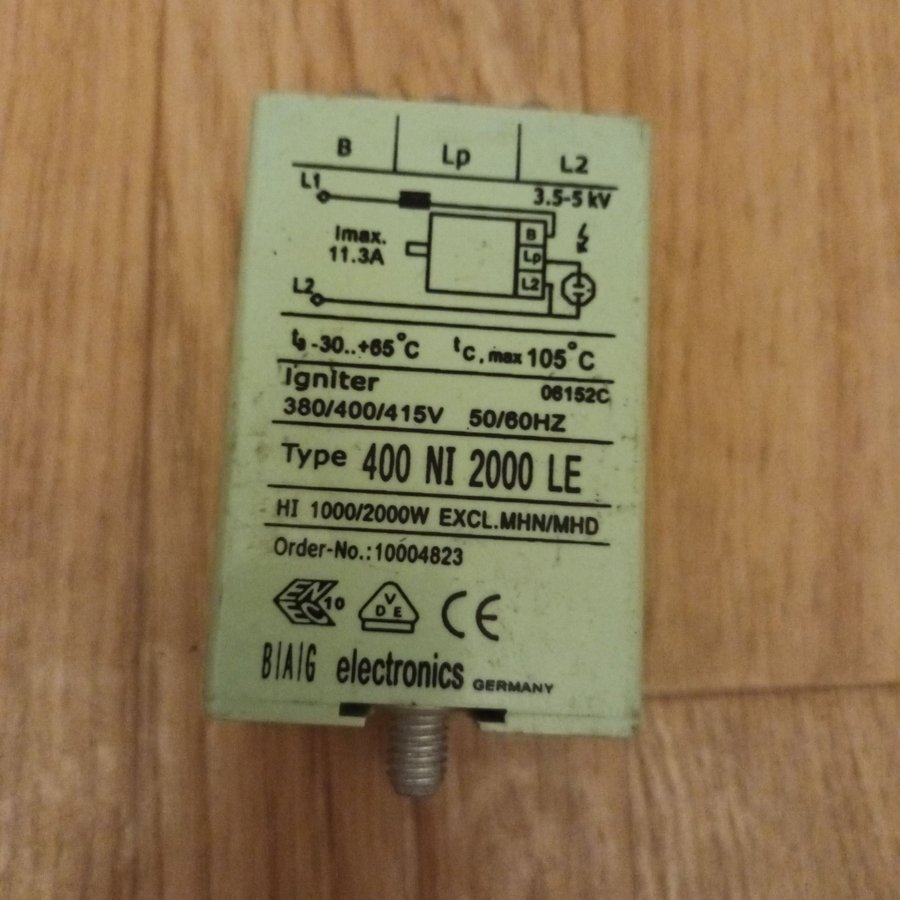 B Lp L2
L1
3.5-5 kV
Imax.
11.3A
B
Lp
L2
L2
ta -30..+65°C tc, max 105°C
Igniter 06152C
380/400/415V 50/60HZ
Type 400 NI 2000 LE
HI 1000/2000W EXCL.MHN/MHD
Order-No.:10004823
ENEC 10
VDE
CE
B|A|G electronics GERMANY